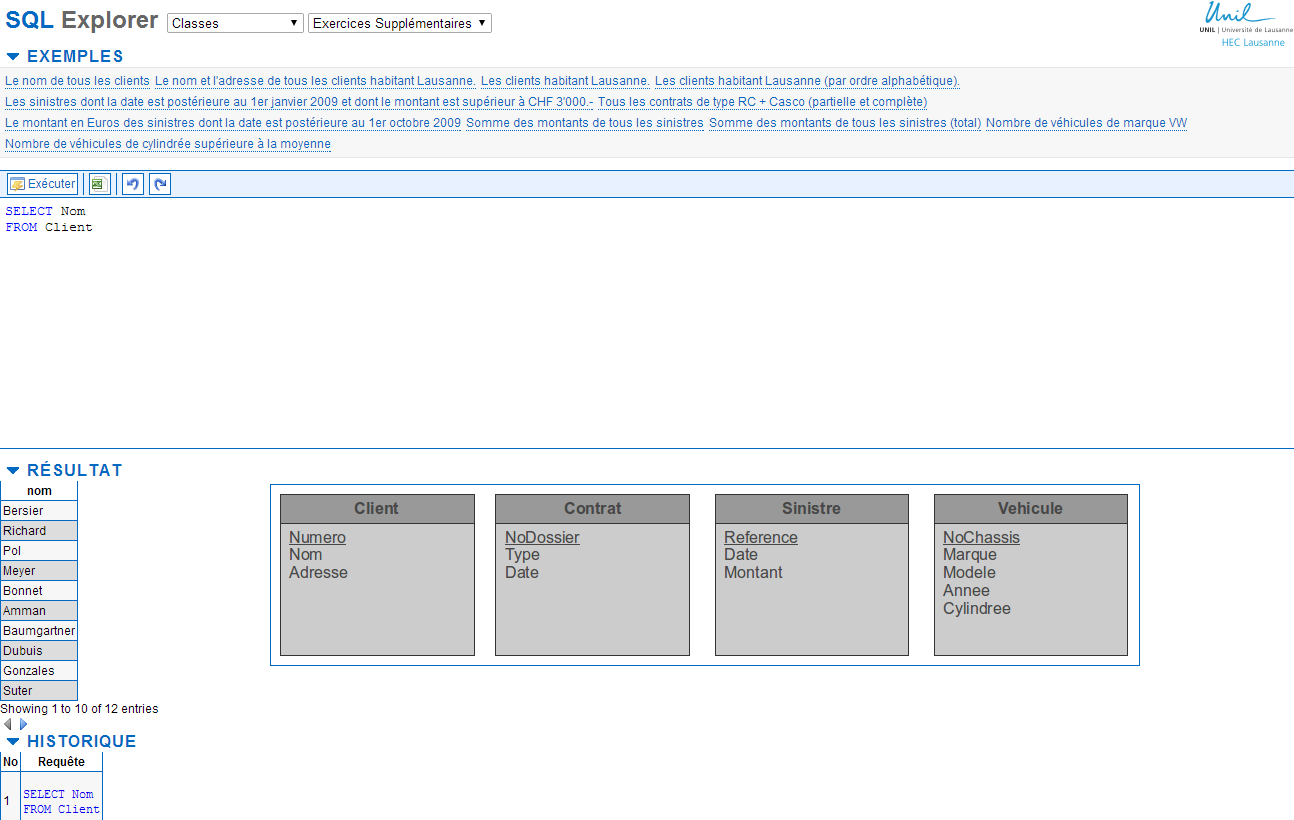 SQL Explorer Classes Exercices Supplémentaires
Unil
UNIL | Université de Lausanne
HEC Lausanne
EXEMPLES
Le nom de tous les clients Le nom et l'adresse de tous les clients habitant Lausanne. Les clients habitant Lausanne. Les clients habitant Lausanne (par ordre alphabétique).
Les sinistres dont la date est postérieure au 1er janvier 2009 et dont le montant est supérieur à CHF 3'000.- Tous les contrats de type RC + Casco (partielle et complète)
Le montant en Euros des sinistres dont la date est postérieure au 1er octobre 2009 Somme des montants de tous les sinistres Somme des montants de tous les sinistres (total) Nombre de véhicules de marque VW
Nombre de véhicules de cylindrée supérieure à la moyenne
Exécuter
SELECT Nom
FROM Client
RÉSULTAT
nom
Bersier
Richard
Pol
Meyer
Bonnet
Amman
Baumgartner
Dubuis
Gonzales
Suter
Showing 1 to 10 of 12 entries
Client
Numero
Nom
Adresse
Contrat
NoDossier
Type
Date
Sinistre
Reference
Date
Montant
Vehicule
NoChassis
Marque
Modele
Annee
Cylindree
HISTORIQUE
No Requête
1
SELECT Nom
FROM Client